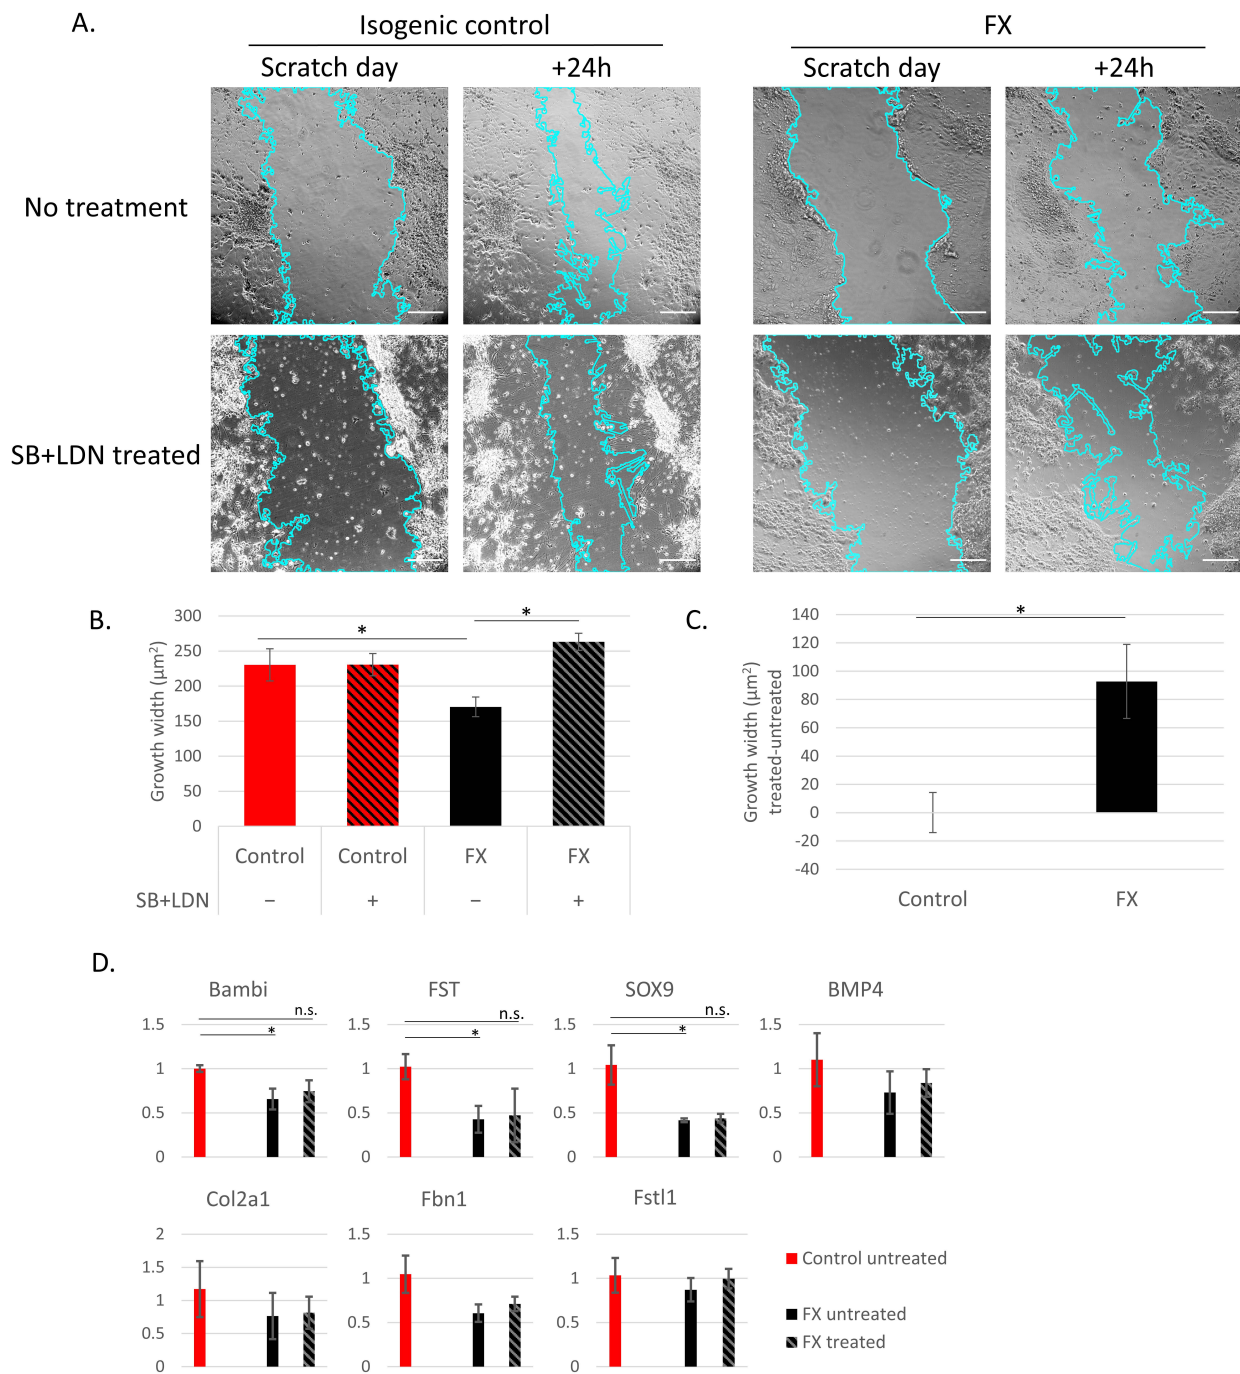 A.
Isogenic control
FX
Scratch day
+24h
Scratch day
+24h
No treatment
SB+LDN treated
B.
Growth width (µm²)
300
250
200
150
100
50
0
*
*
Control
Control
FX
FX
SB+LDN
−
+
−
+
C.
Growth width (µm²)
treated-untreated
140
120
100
80
60
40
20
0
-20
-40
*
Control
FX
D.
Bambi
n.s.
*
1.5
1
0.5
0
FST
n.s.
*
1.5
1
0.5
0
SOX9
n.s.
*
1.5
1
0.5
0
BMP4
1.5
1
0.5
0
Col2a1
2
1.5
1
0.5
0
Fbn1
1.5
1
0.5
0
Fstl1
1.5
1
0.5
0
Control untreated
FX untreated
FX treated